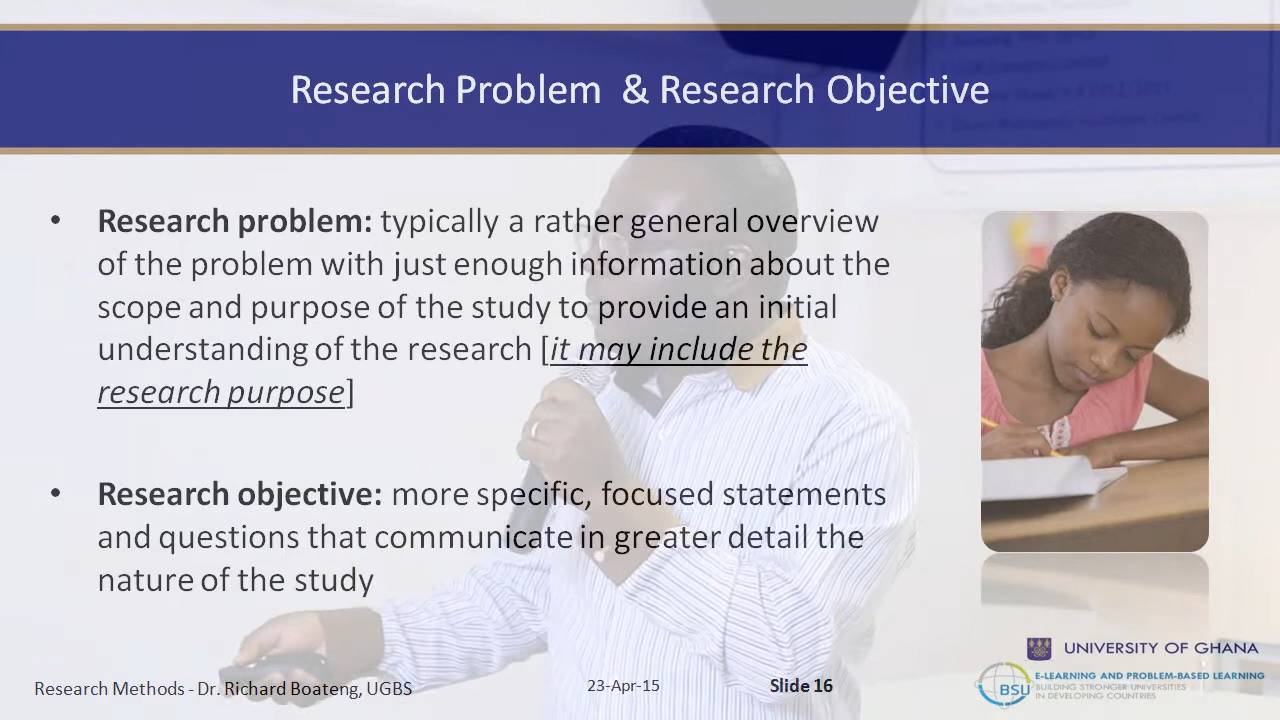 Research Problem & Research Objective
• Research problem: typically a rather general overview
of the problem with just enough information about the
scope and purpose of the study to provide an initial
understanding of the research [it may include the
research purpose]
• Research objective: more specific, focused statements
and questions that communicate in greater detail the
nature of the study
UNIVERSITY OF GHANA
BSU
E-LEARNING AND PROBLEM-BASED LEARNING
BUILDING STRONGER UNIVERSITIES
IN DEVELOPING COUNTRIES
Research Methods - Dr. Richard Boateng, UGBS
23-Apr-15
Slide 16